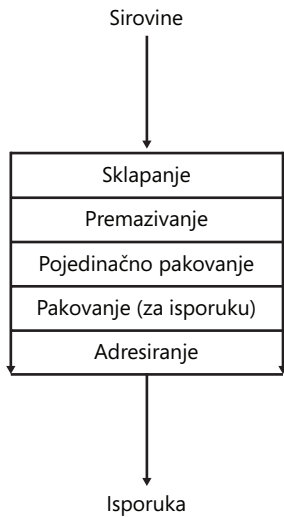 Sirovine
Sklapanje
Premazivanje
Pojedinačno pakovanje
Pakovanje (za isporuku)
Adresiranje
Isporuka